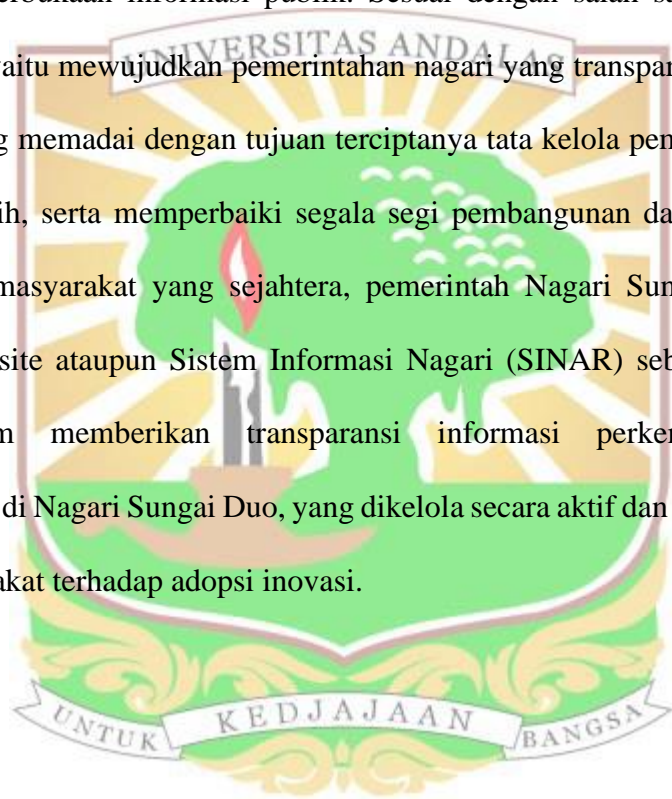 UNIVERSITAS ANDALAS
rbukaan informasi publik. Sesuai dengan salah s
aitu mewujudkan pemerintahan nagari yang transpar
g memadai dengan tujuan terciptanya tata kelola pem
ih, serta memperbaiki segala segi pembangunan da
masyarakat yang sejahtera, pemerintah Nagari Sun
site ataupun Sistem Informasi Nagari (SINAR) seb
m memberikan transparansi informasi perke
di Nagari Sungai Duo, yang dikelola secara aktif dan
akat terhadap adopsi inovasi.
UNTUK KEDJAJAAN BANGSA